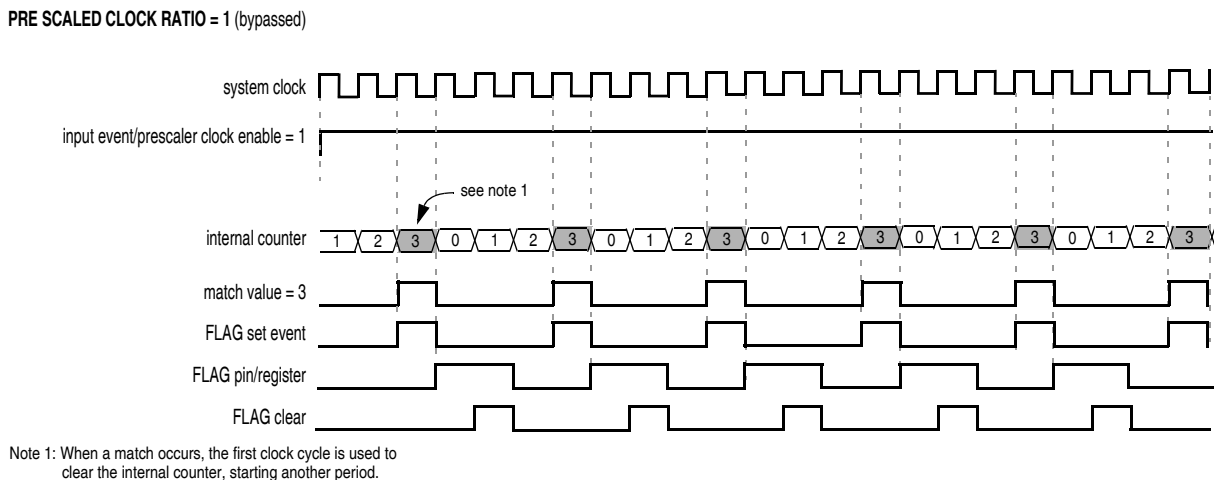 PRE SCALED CLOCK RATIO = 1 (bypassed)
system clock
input event/prescaler clock enable = 1
see note 1
internal counter 1 2 3 0 1 2 3 0 1 2 3 0 1 2 3 0 1 2 3 0 1 2 3
match value = 3
FLAG set event
FLAG pin/register
FLAG clear
Note 1: When a match occurs, the first clock cycle is used to
clear the internal counter, starting another period.